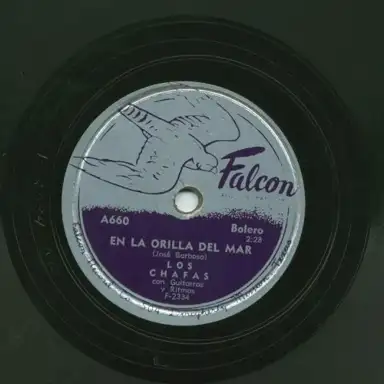 Falcon
A660
Bolero
2:28
EN LA ORILLA DEL MAR
(José Barbosa)
LOS
CHAFAS
con Guitarras
y Ritmos
F-2334